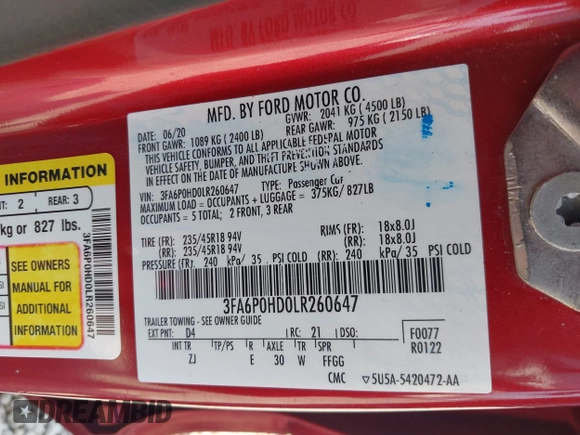 MFD. BY FORD MOTOR CO.
DATE: 06/20 GVWR: 2041 KG ( 4500 LB)
FRONT GAWR: 1089 KG ( 2400 LB) REAR GAWR: 975 KG ( 2150 LB)
THIS VEHICLE CONFORMS TO ALL APPLICABLE FEDERAL MOTOR
VEHICLE SAFETY, BUMPER, AND THEFT PREVENTION STANDARDS
IN EFFECT ON THE DATE OF MANUFACTURE SHOWN ABOVE.
VIN: 3FA6P0HD0LR260647 TYPE: Passenger Car
MAXIMUM LOAD = OCCUPANTS + LUGGAGE = 375KG/ 827LB
OCCUPANTS = 5 TOTAL; 2 FRONT, 3 REAR
TIRE (FR): 235/45R18 94V RIMS (FR): 18x8.0J
(RR): 235/45R18 94V (RR): 18x8.0J
PRESSURE (FR): 240 kPa/ 35 PSI COLD (RR): 240 kPa/ 35 PSI COLD
3FA6P0HD0LR260647
TRAILER TOWING - SEE OWNER GUIDE
EXT PNT: D4 RC: 21 DSO: F0077
INT TR TP/PS R AXLE TR SPR R0122
ZJ E 30 W FFGG
CMC 5U5A-5420472-AA
INFORMATION
2 REAR: 3
kg or 827 lbs.
SEE OWNERS
MANUAL FOR
ADDITIONAL
INFORMATION
3FA6P0HD0LR260647
DREAMBID